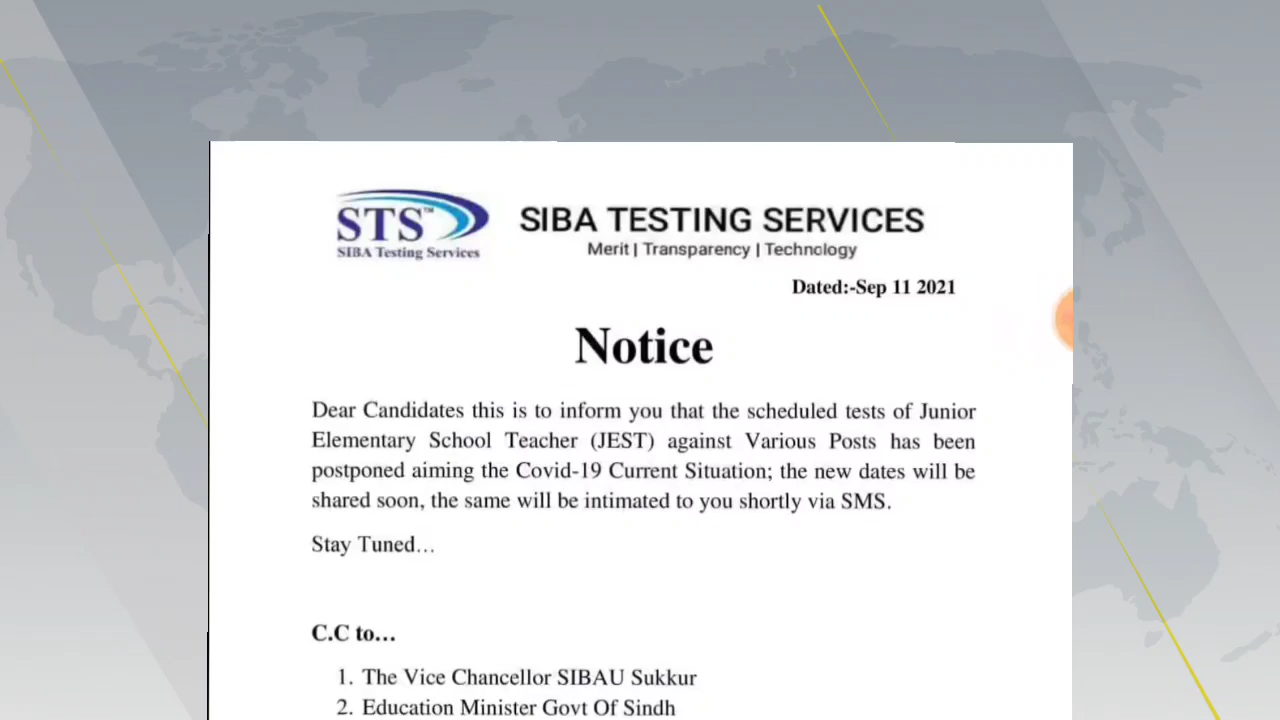 STS™
SIBA Testing Services
SIBA TESTING SERVICES
Merit | Transparency | Technology
Dated:-Sep 11 2021
Notice
Dear Candidates this is to inform you that the scheduled tests of Junior
Elementary School Teacher (JEST) against Various Posts has been
postponed aiming the Covid-19 Current Situation; the new dates will be
shared soon, the same will be intimated to you shortly via SMS.
Stay Tuned…
C.C to…
1. The Vice Chancellor SIBAU Sukkur
2. Education Minister Govt Of Sindh